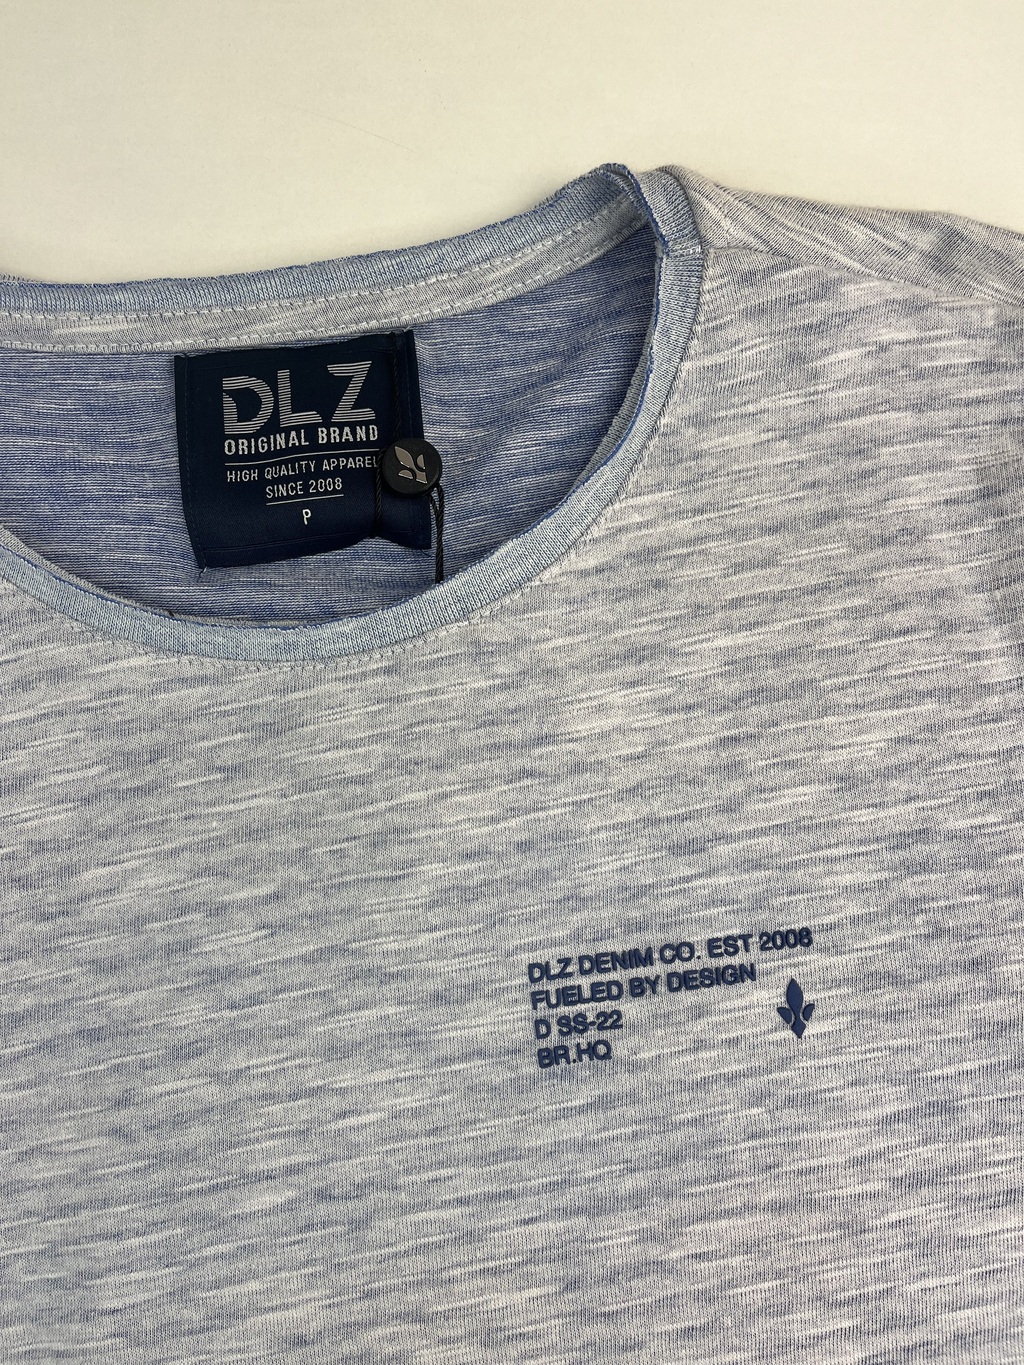 DLZ
ORIGINAL BRAND
HIGH QUALITY APPAREL
SINCE 2008
P
DLZ DENIM CO. EST 2008
FUELED BY DESIGN
D SS-22
BR.HQ